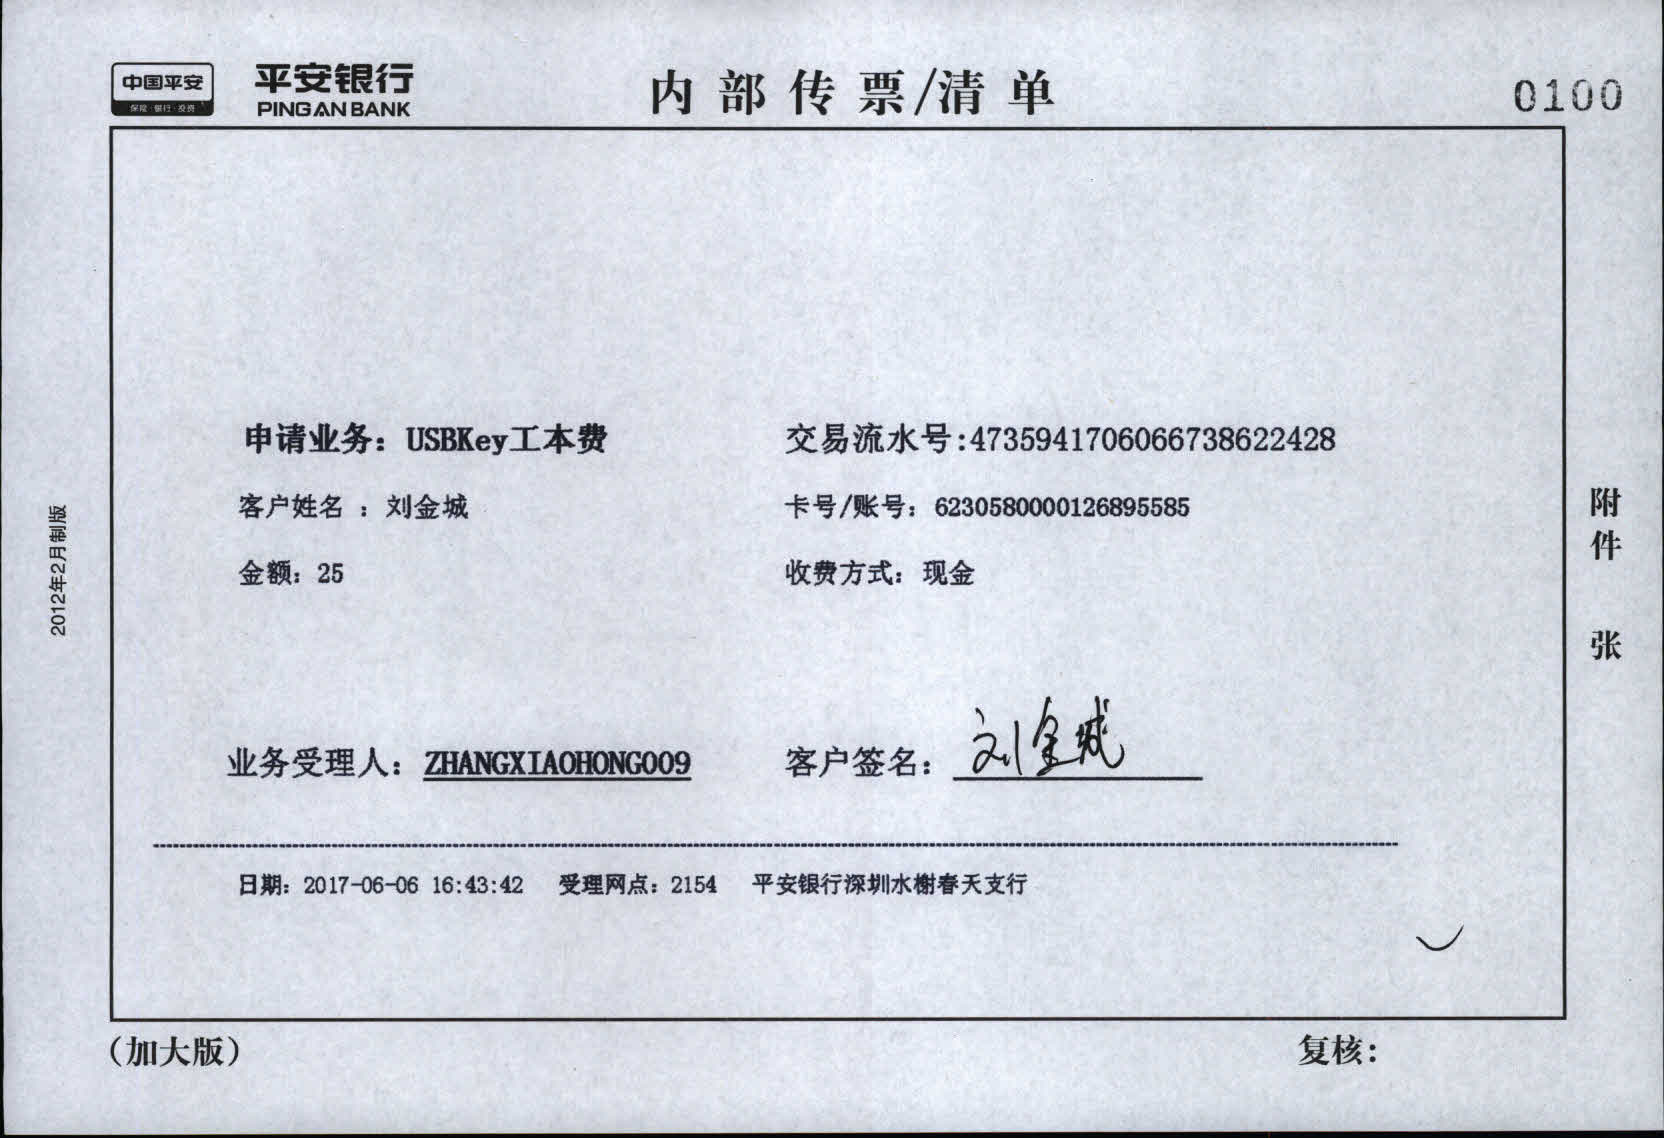 中国平安
保险·银行·投资
平安银行
PING AN BANK
内部传票/清单
0100
申请业务：USBKey工本费
交易流水号:4735941706066738622428
客户姓名 ：刘金城
卡号/账号：6230580000126895585
金额：25
收费方式：现金
业务受理人：ZHANGXIAOHONG009
客户签名：刘金城
日期：2017-06-06 16:43:42 受理网点：2154 平安银行深圳水榭春天支行
2012年2月制版
附件 张
（加大版）
复核：